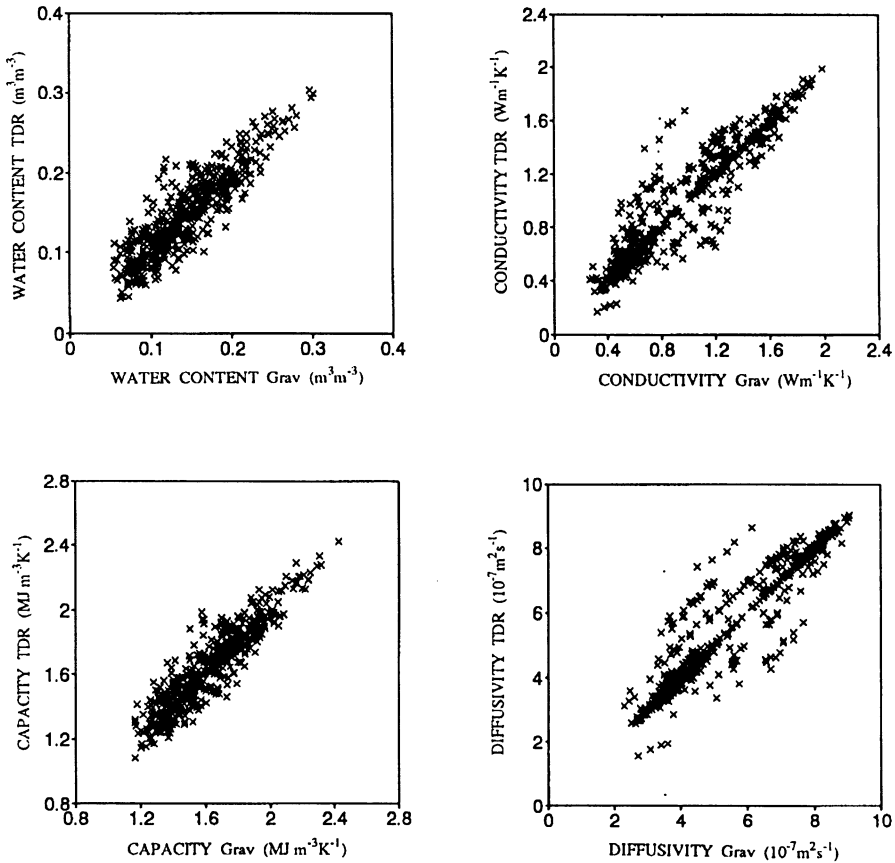 0.4
0.3
0.2
0.1
0
WATER CONTENT TDR (m³m⁻³)
0 0.1 0.2 0.3 0.4
WATER CONTENT Grav (m³m⁻³)
2.4
2
1.6
1.2
0.8
0.4
0
CONDUCTIVITY TDR (Wm⁻¹K⁻¹)
0 0.4 0.8 1.2 1.6 2 2.4
CONDUCTIVITY Grav (Wm⁻¹K⁻¹)
2.8
2.4
2
1.6
1.2
0.8
CAPACITY TDR (MJ m⁻³K⁻¹)
0.8 1.2 1.6 2 2.4 2.8
CAPACITY Grav (MJ m⁻³K⁻¹)
10
8
6
4
2
0
DIFFUSIVITY TDR (10⁻⁷m²s⁻¹)
0 2 4 6 8 10
DIFFUSIVITY Grav (10⁻⁷m²s⁻¹)